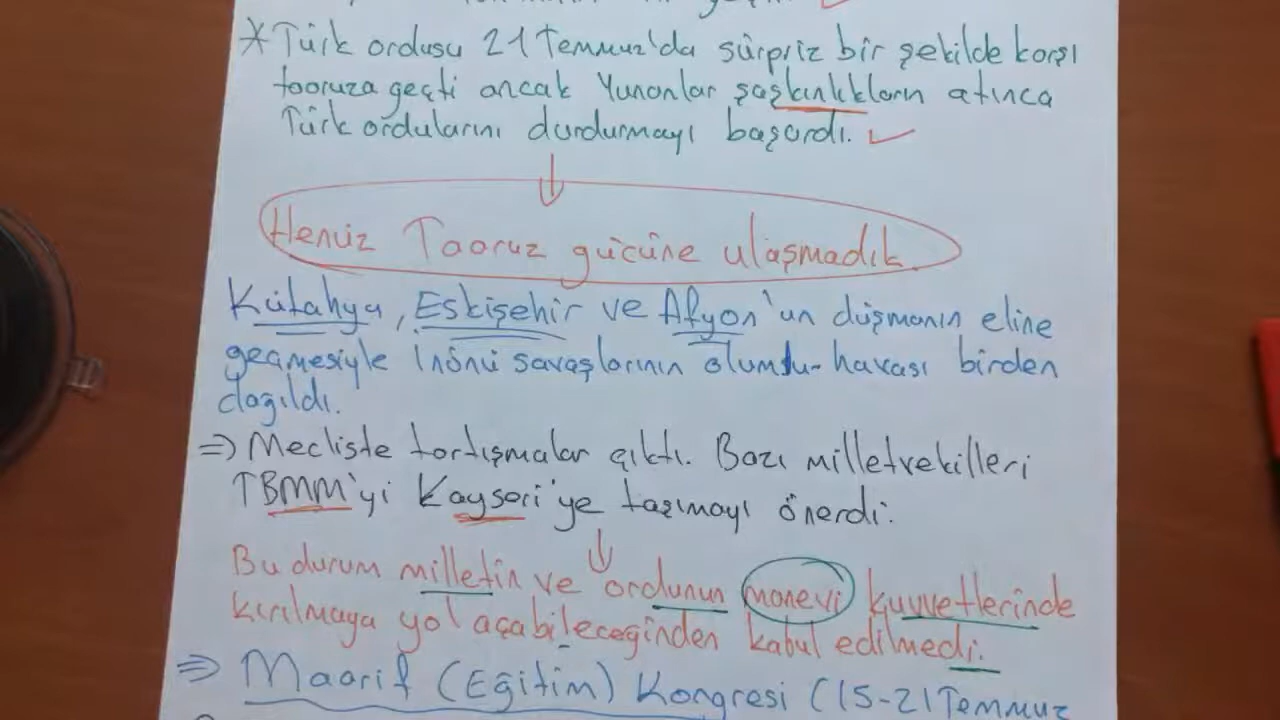 * Türk ordusu 21 Temmuz'da sürpriz bir şekilde karşı
taaruza geçti ancak Yunanlar şaşkınlıkların atınca
Türk ordularını durdurmayı başardı.
Henüz Taaruz gücüne ulaşmadık.
Kütahya, Eskişehir ve Afyon'un düşmanın eline
geçmesiyle İnönü savaşlarının olumlu havası birden
dağıldı.
⇒ Mecliste tartışmalar çıktı. Bazı milletvekilleri
TBMM'yi Kayseri'ye taşımayı önerdi.
Bu durum milletin ve ordunun manevi kuvvetlerinde
kırılmaya yol açabileceğinden kabul edilmedi.
⇒ Maarif (Eğitim) Kongresi (15-21 Temmuz